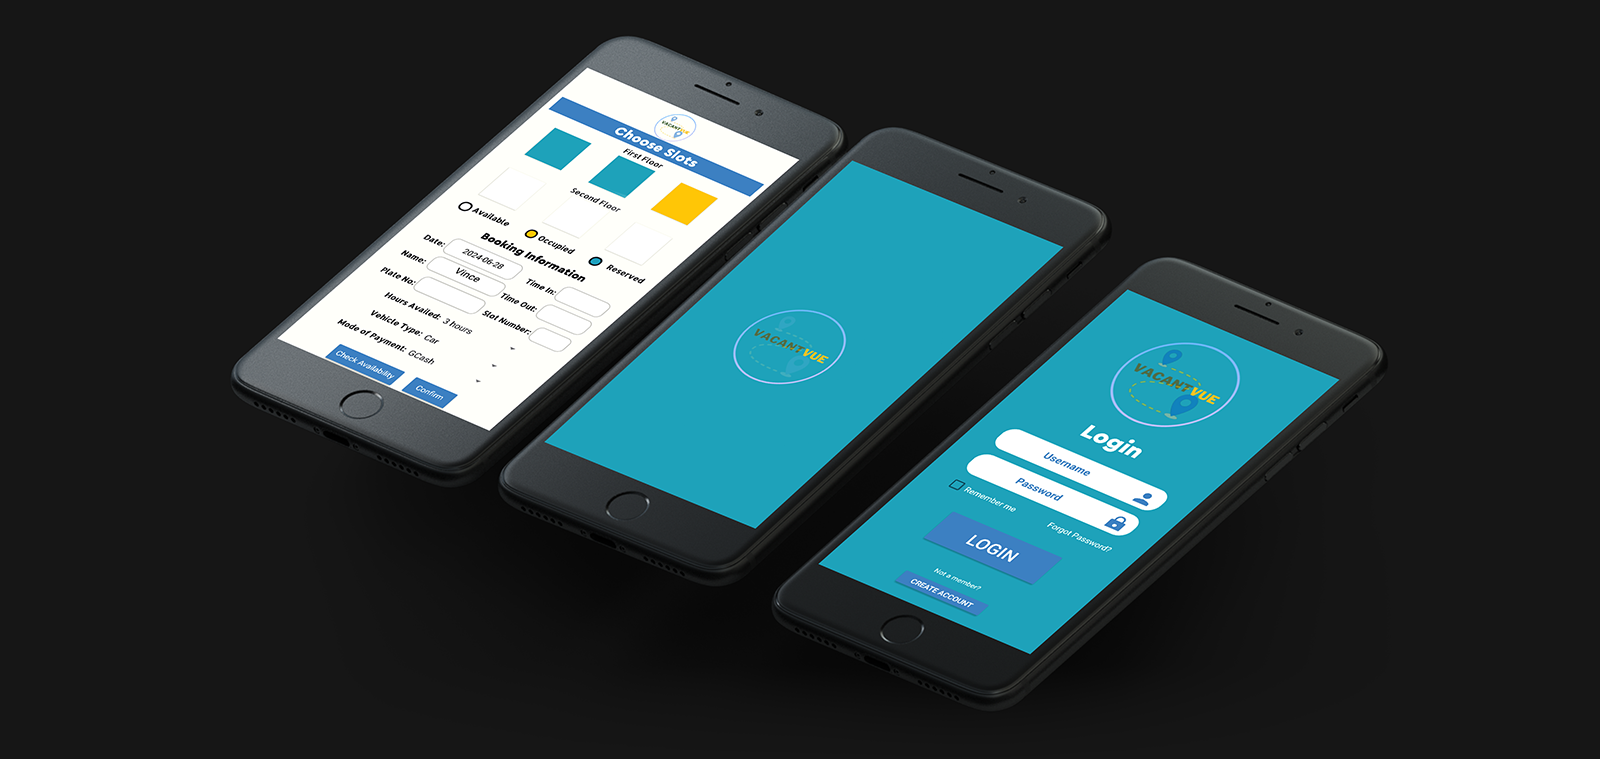 VACANTVUE
Choose Slots
First Floor
Second Floor
Available
Occupied
Reserved
Booking Information
Date: 2024-06-28
Name: Vince
Plate No:
Time In:
Time Out:
Slot Number:
Hours Availed: 3 hours
Vehicle Type: Car
Mode of Payment: GCash
Check Availability
Confirm
VACANTVUE
VACANTVUE
Login
Username
Password
Remember me
Forgot Password?
LOGIN
Not a member?
CREATE ACCOUNT